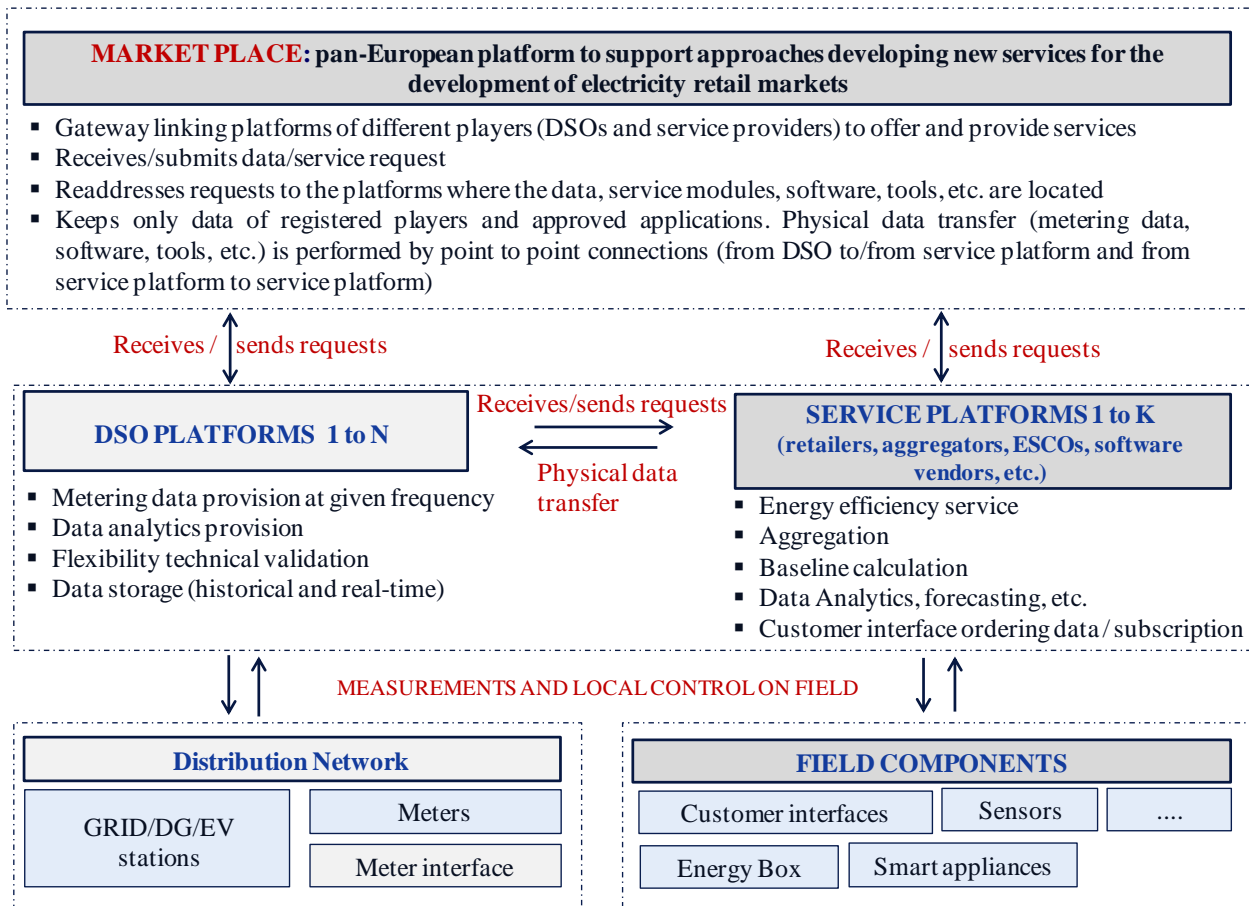 MARKET PLACE: pan-European platform to support approaches developing new services for the
development of electricity retail markets
▪ Gateway linking platforms of different players (DSOs and service providers) to offer and provide services
▪ Receives/submits data/service request
▪ Readdresses requests to the platforms where the data, service modules, software, tools, etc. are located
▪ Keeps only data of registered players and approved applications. Physical data transfer (metering data,
software, tools, etc.) is performed by point to point connections (from DSO to/from service platform and from
service platform to service platform)
Receives / sends requests
Receives / sends requests
DSO PLATFORMS 1 to N
▪ Metering data provision at given frequency
▪ Data analytics provision
▪ Flexibility technical validation
▪ Data storage (historical and real-time)
Receives/sends requests
Physical data
transfer
SERVICE PLATFORMS 1 to K
(retailers, aggregators, ESCOs, software
vendors, etc.)
▪ Energy efficiency service
▪ Aggregation
▪ Baseline calculation
▪ Data Analytics, forecasting, etc.
▪ Customer interface ordering data / subscription
MEASUREMENTS AND LOCAL CONTROL ON FIELD
Distribution Network
GRID/DG/EV
stations
Meters
Meter interface
FIELD COMPONENTS
Customer interfaces
Sensors
....
Energy Box
Smart appliances